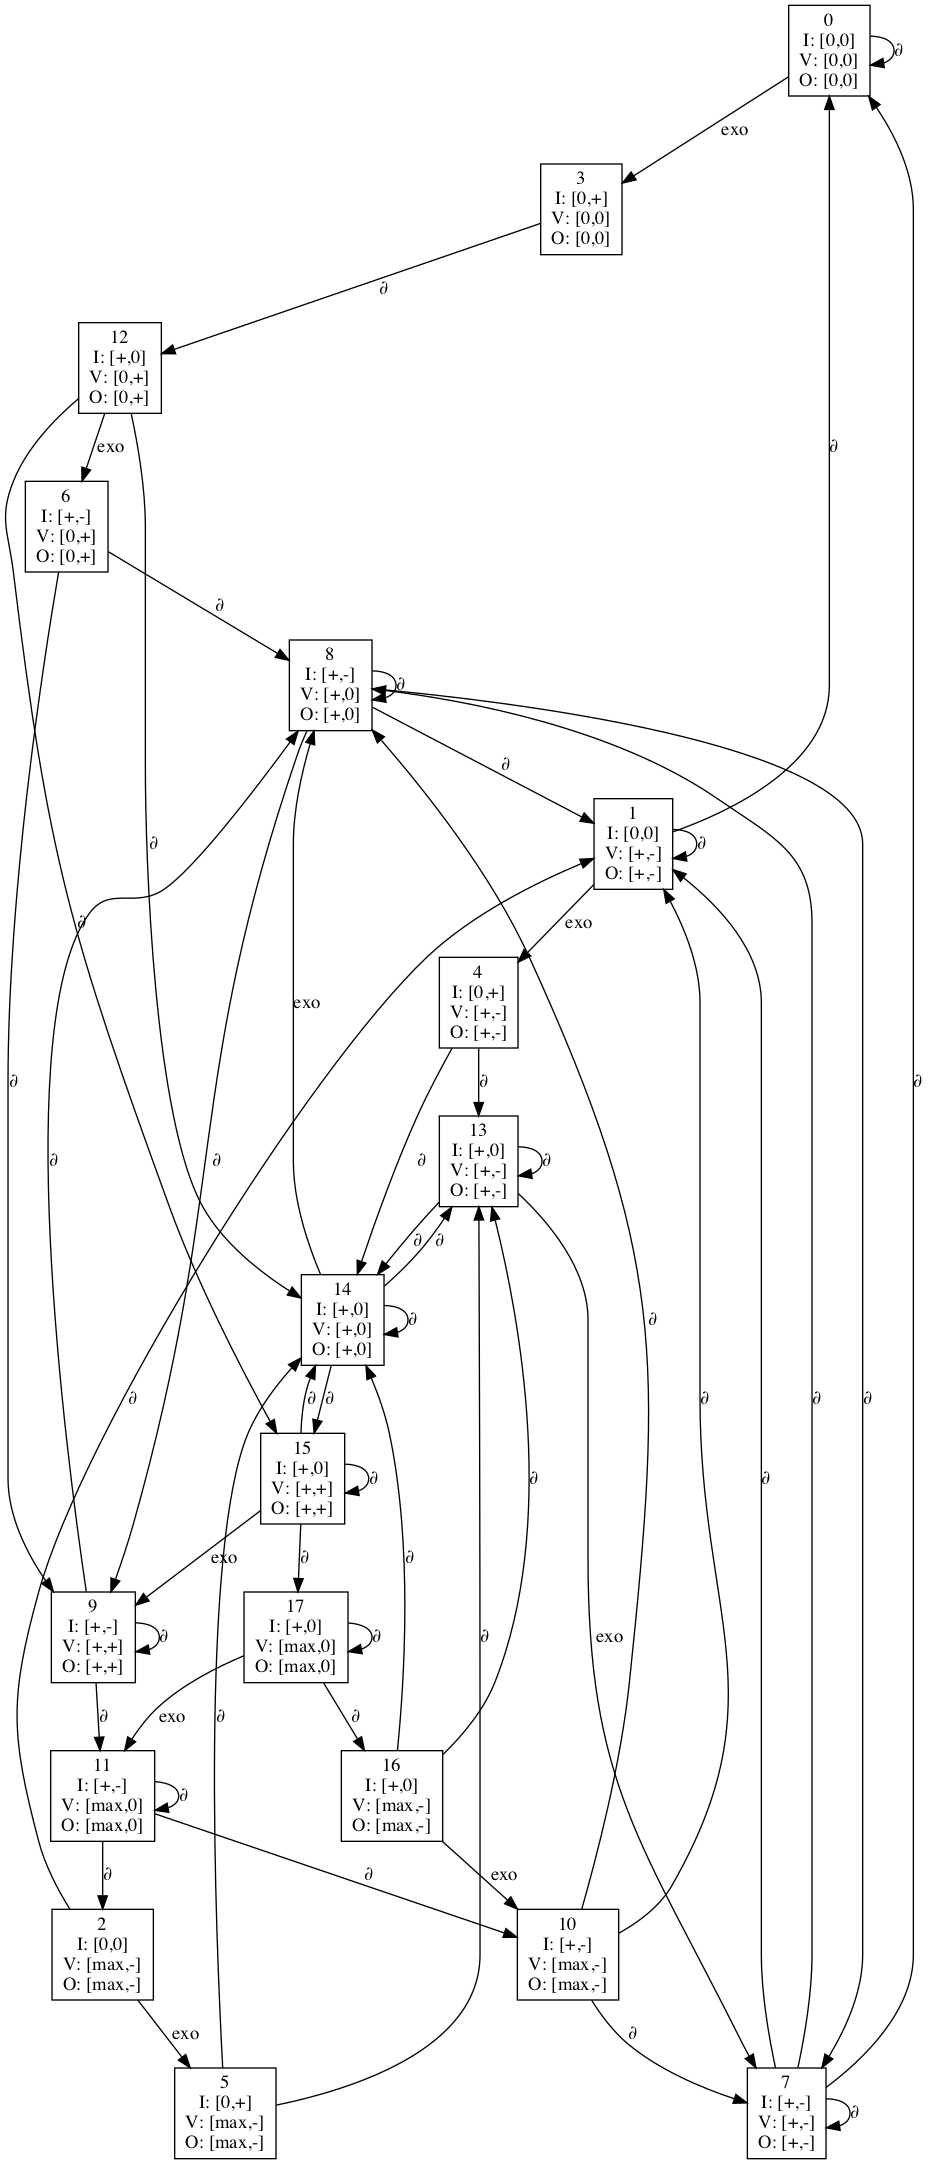 0
I: [0,0]
V: [0,0]
O: [0,0]
∂
exo
3
I: [0,+]
V: [0,0]
O: [0,0]
∂
12
I: [+,0]
V: [0,+]
O: [0,+]
∂
exo
6
I: [+,-]
V: [0,+]
O: [0,+]
∂
8
I: [+,-]
V: [+,0]
O: [+,0]
∂
∂
1
I: [0,0]
V: [+,-]
O: [+,-]
∂
∂
∂
exo
4
I: [0,+]
V: [+,-]
O: [+,-]
exo
∂
∂
∂
13
I: [+,0]
V: [+,-]
O: [+,-]
∂
∂
∂
∂
∂
∂
14
I: [+,0]
V: [+,0]
O: [+,0]
∂
∂
∂
∂
∂
∂
∂
∂
15
I: [+,0]
V: [+,+]
O: [+,+]
∂
∂
∂
exo
∂
∂
9
I: [+,-]
V: [+,+]
O: [+,+]
∂
17
I: [+,0]
V: [max,0]
O: [max,0]
∂
∂
exo
∂
∂
exo
∂
11
I: [+,-]
V: [max,0]
O: [max,0]
∂
16
I: [+,0]
V: [max,-]
O: [max,-]
∂
∂
exo
2
I: [0,0]
V: [max,-]
O: [max,-]
10
I: [+,-]
V: [max,-]
O: [max,-]
exo
∂
5
I: [0,+]
V: [max,-]
O: [max,-]
7
I: [+,-]
V: [+,-]
O: [+,-]
∂